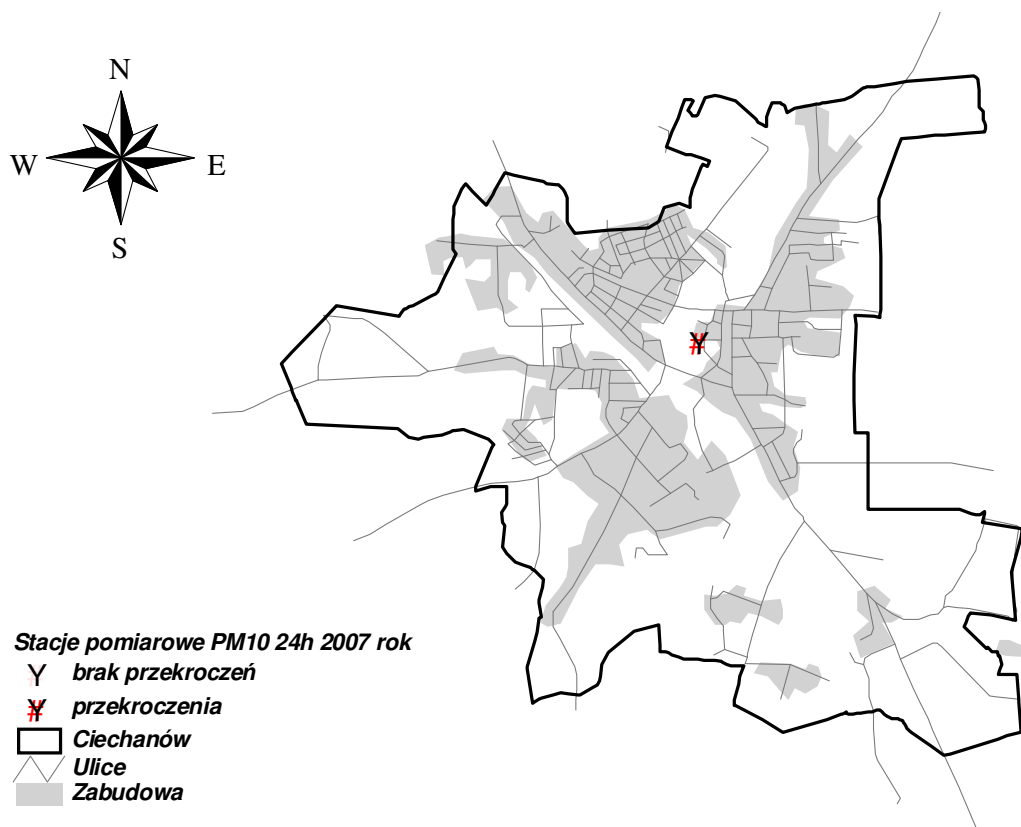 N
W E
S
Stacje pomiarowe PM10 24h 2007 rok
brak przekroczeń
przekroczenia
Ciechanów
Ulice
Zabudowa